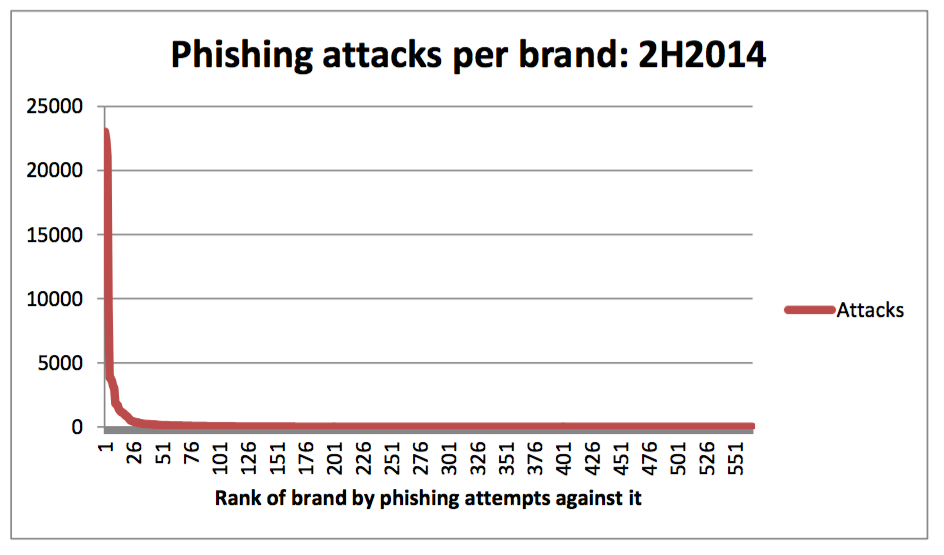 Phishing attacks per brand: 2H2014
25000
20000
15000
10000
5000
0
1 26 51 76 101 126 151 176 201 226 251 276 301 326 351 376 401 426 451 476 501 526 551
Rank of brand by phishing attempts against it
Attacks